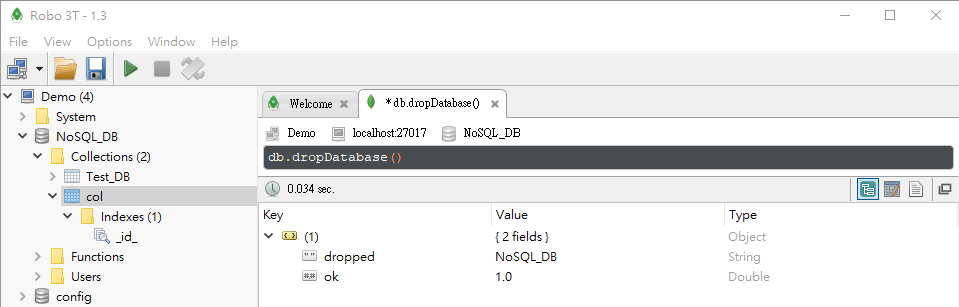 Robo 3T - 1.3
File View Options Window Help
Demo (4)
System
NoSQL_DB
Collections (2)
Test_DB
col
Indexes (1)
_id_
Functions
Users
config
Welcome
* db.dropDatabase()
Demo localhost:27017 NoSQL_DB
db.dropDatabase()
0.034 sec.
Key Value Type
(1) { 2 fields } Object
dropped NoSQL_DB String
ok 1.0 Double